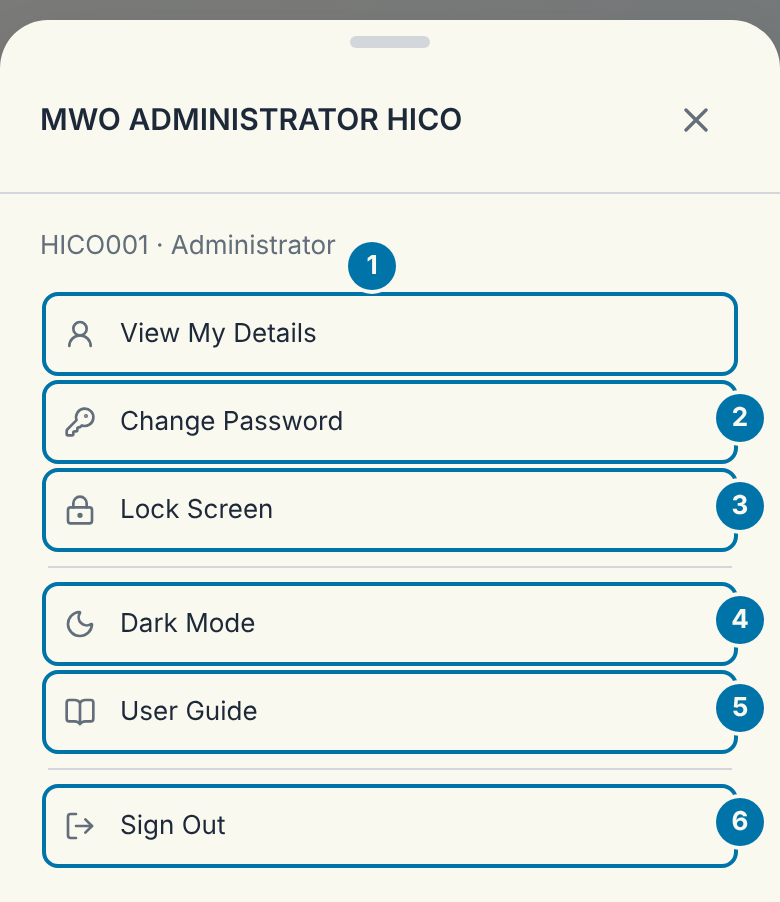 MWO ADMINISTRATOR HICO
HICO001 · Administrator
1
View My Details
Change Password
2
Lock Screen
3
Dark Mode
4
User Guide
5
Sign Out
6